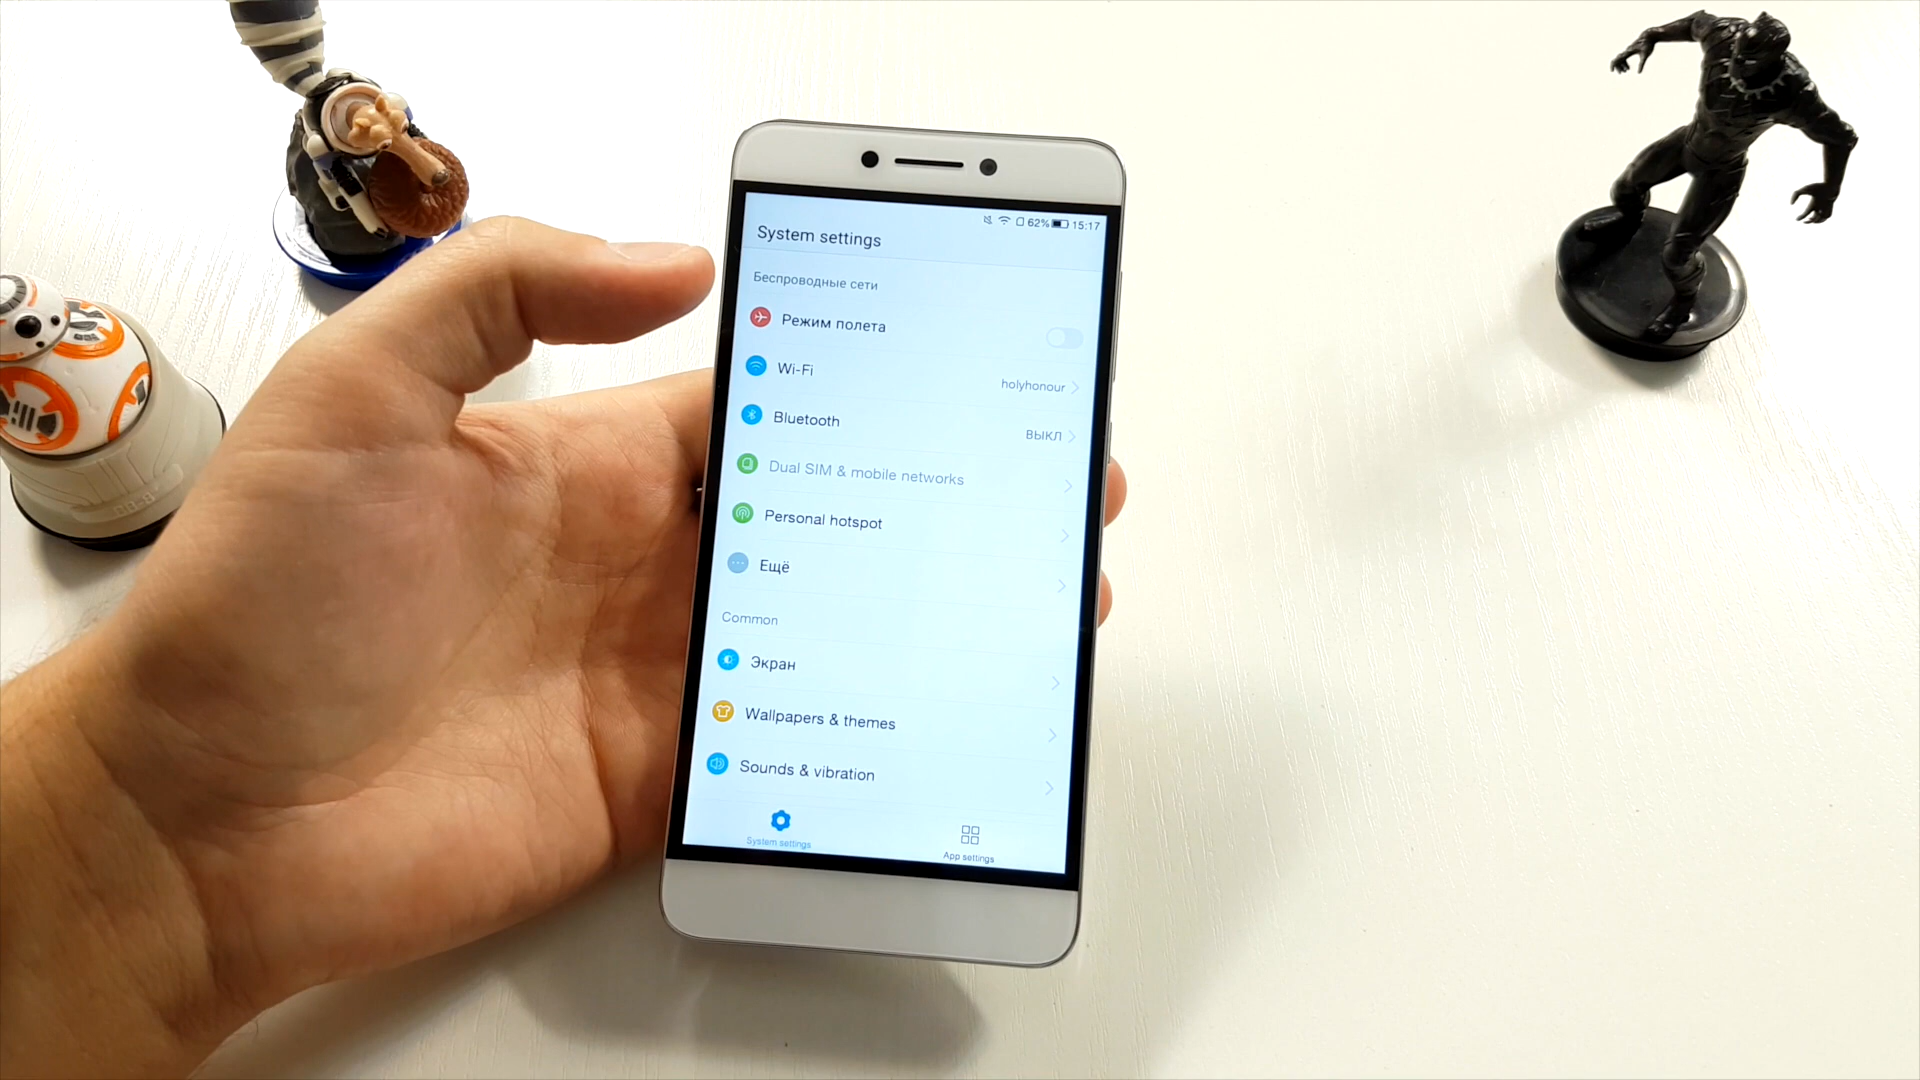 62% 15:17
System settings
Беспроводные сети
Режим полета
Wi-Fi holyhonour
Bluetooth ВЫКЛ
Dual SIM & mobile networks
Personal hotspot
Ещё
Common
Экран
Wallpapers & themes
Sounds & vibration
System settings App settings